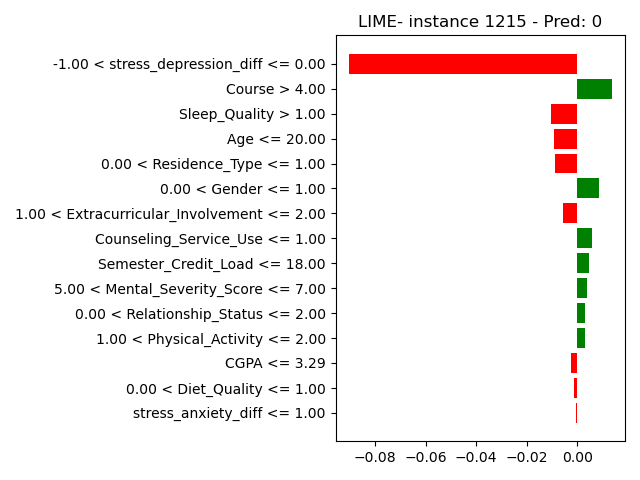 LIME- instance 1215 - Pred: 0
-1.00 < stress_depression_diff <= 0.00
Course > 4.00
Sleep_Quality > 1.00
Age <= 20.00
0.00 < Residence_Type <= 1.00
0.00 < Gender <= 1.00
1.00 < Extracurricular_Involvement <= 2.00
Counseling_Service_Use <= 1.00
Semester_Credit_Load <= 18.00
5.00 < Mental_Severity_Score <= 7.00
0.00 < Relationship_Status <= 2.00
1.00 < Physical_Activity <= 2.00
CGPA <= 3.29
0.00 < Diet_Quality <= 1.00
stress_anxiety_diff <= 1.00
−0.08 −0.06 −0.04 −0.02 0.00